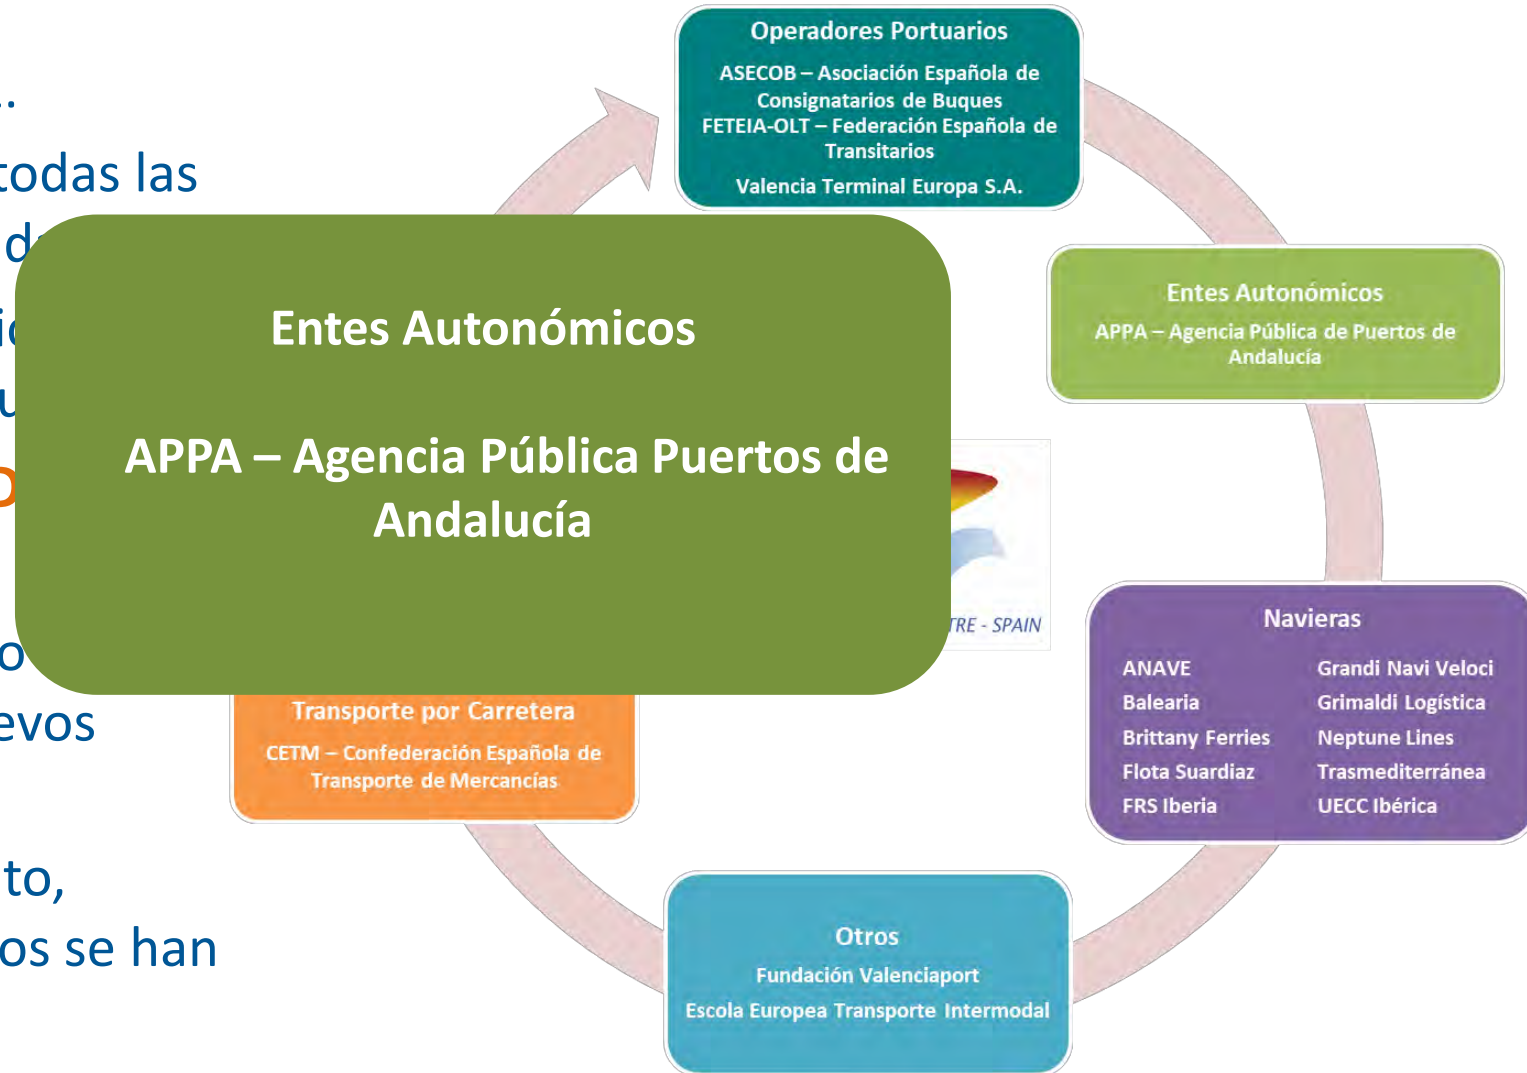 todas las
Entes Autonómicos
APPA – Agencia Pública Puertos de
Andalucía
evos
to,
os se han
Operadores Portuarios
ASECOB – Asociación Española de
Consignatarios de Buques
FETEIA-OLT – Federación Española de
Transitarios
Valencia Terminal Europa S.A.
Entes Autonómicos
APPA – Agencia Pública de Puertos de
Andalucía
TRE - SPAIN
Navieras
ANAVE
Balearia
Brittany Ferries
Flota Suardiaz
FRS Iberia
Grandi Navi Veloci
Grimaldi Logística
Neptune Lines
Trasmediterránea
UECC Ibérica
Otros
Fundación Valenciaport
Escola Europea Transporte Intermodal
Transporte por Carretera
CETM – Confederación Española de
Transporte de Mercancías